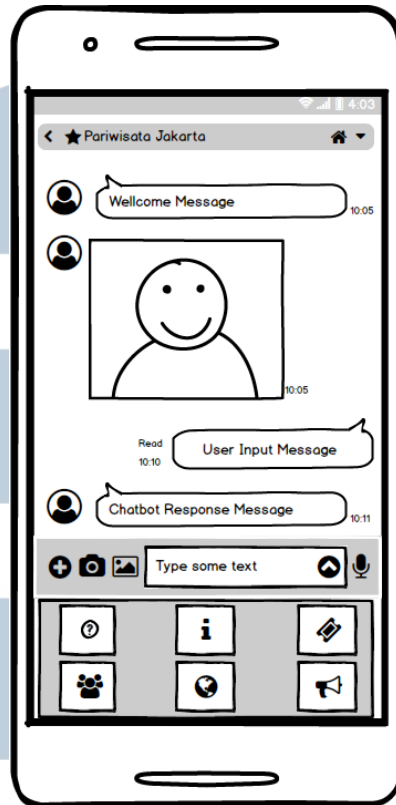 4:03
Pariwisata Jakarta
Wellcome Message
10:05
10:05
Read
10:10
User Input Message
Chatbot Response Message
10:11
Type some text